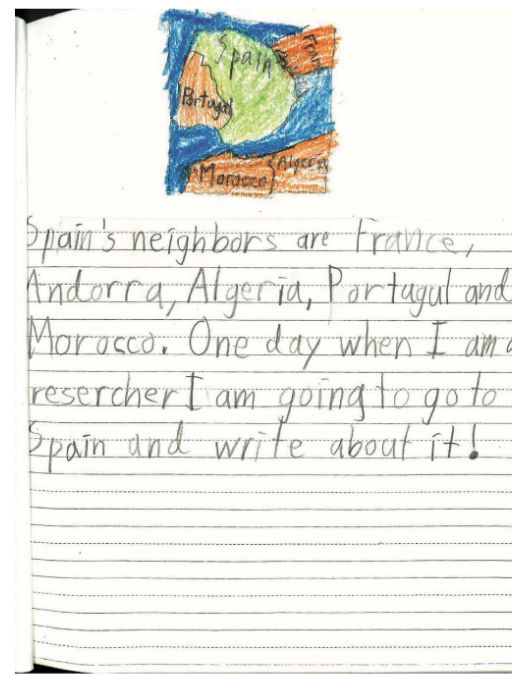 Spain
France
Portugal
Morocco
Algeria
Spain's neighbors are France,
Andorra, Algeria, Portugul and
Morocco. One day when I am a
resercher I am going to go to
Spain and write about it!